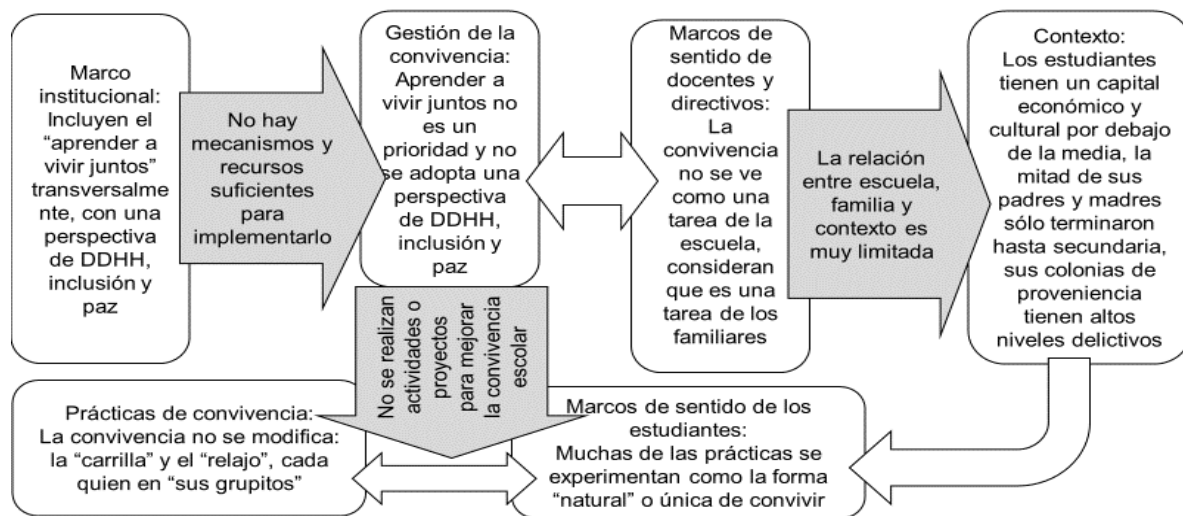 Marco
institucional:
Incluyen el
“aprender a
vivir juntos”
transversalme
nte, con una
perspectiva
de DDHH,
inclusión y
paz
No hay
mecanismos y
recursos
suficientes
para
implementarlo
Gestión de la
convivencia:
Aprender a
vivir juntos no
es un
prioridad y no
se adopta una
perspectiva
de DDHH,
inclusión y
paz
Marcos de
sentido de
docentes y
directivos:
La
convivencia
no se ve
como una
tarea de la
escuela,
consideran
que es una
tarea de los
familiares
La relación
entre escuela,
familia y
contexto es
muy limitada
Contexto:
Los estudiantes
tienen un capital
económico y
cultural por debajo
de la media, la
mitad de sus
padres y madres
sólo terminaron
hasta secundaria,
sus colonias de
proveniencia
tienen altos
niveles delictivos
No se realizan
actividades o
proyectos
para mejorar
la convivencia
escolar
Prácticas de convivencia:
La convivencia no se modifica:
la “carrilla” y el “relajo”, cada
quien en “sus grupitos”
Marcos de sentido de los
estudiantes:
Muchas de las prácticas se
experimentan como la forma
“natural” o única de convivir